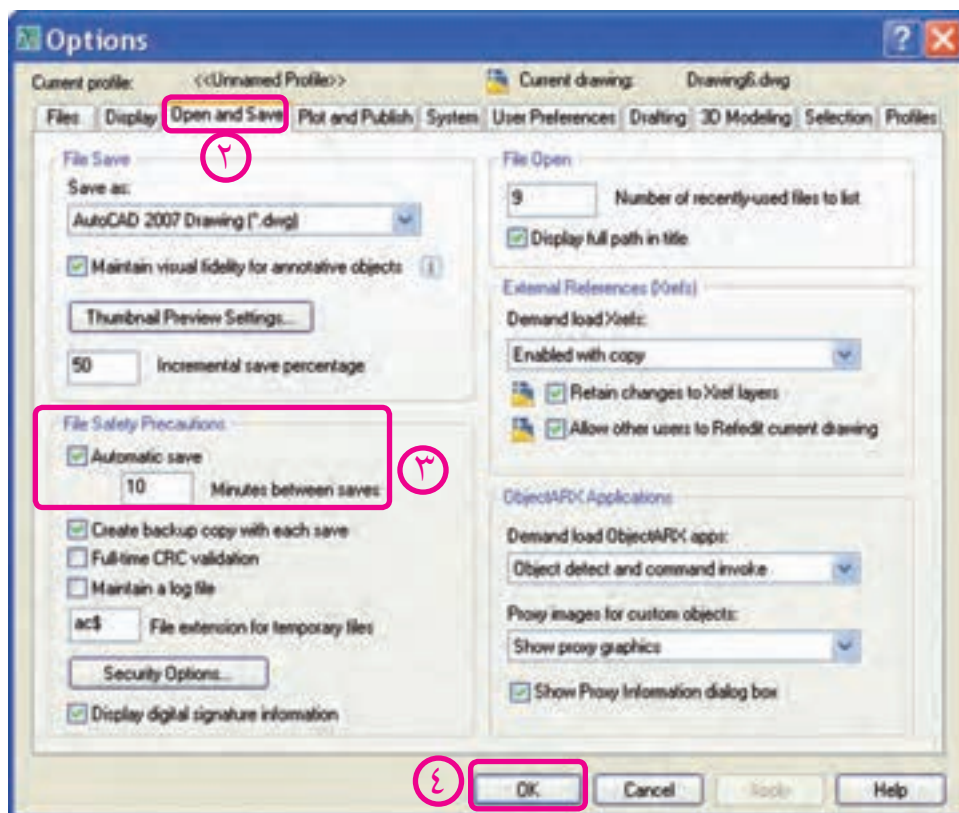 Options
Current profile: <<Unnamed Profile>> Current drawing: Drawing6.dwg
Files Display Open and Save Plot and Publish System User Preferences Drafting 3D Modeling Selection Profiles
٢
File Save
Save as:
AutoCAD 2007 Drawing (*.dwg)
Maintain visual fidelity for annotative objects
Thumbnail Preview Settings...
50 Incremental save percentage
File Safety Precautions
Automatic save
10 Minutes between saves
٣
Create backup copy with each save
Full-time CRC validation
Maintain a log file
ac$ File extension for temporary files
Security Options...
Display digital signature information
File Open
9 Number of recently-used files to list
Display full path in title
External References (Xrefs)
Demand load Xrefs:
Enabled with copy
Retain changes to Xref layers
Allow other users to Refedit current drawing
ObjectARX Applications
Demand load ObjectARX apps:
Object detect and command invoke
Proxy images for custom objects:
Show proxy graphics
Show Proxy Information dialog box
٤
OK Cancel Apply Help